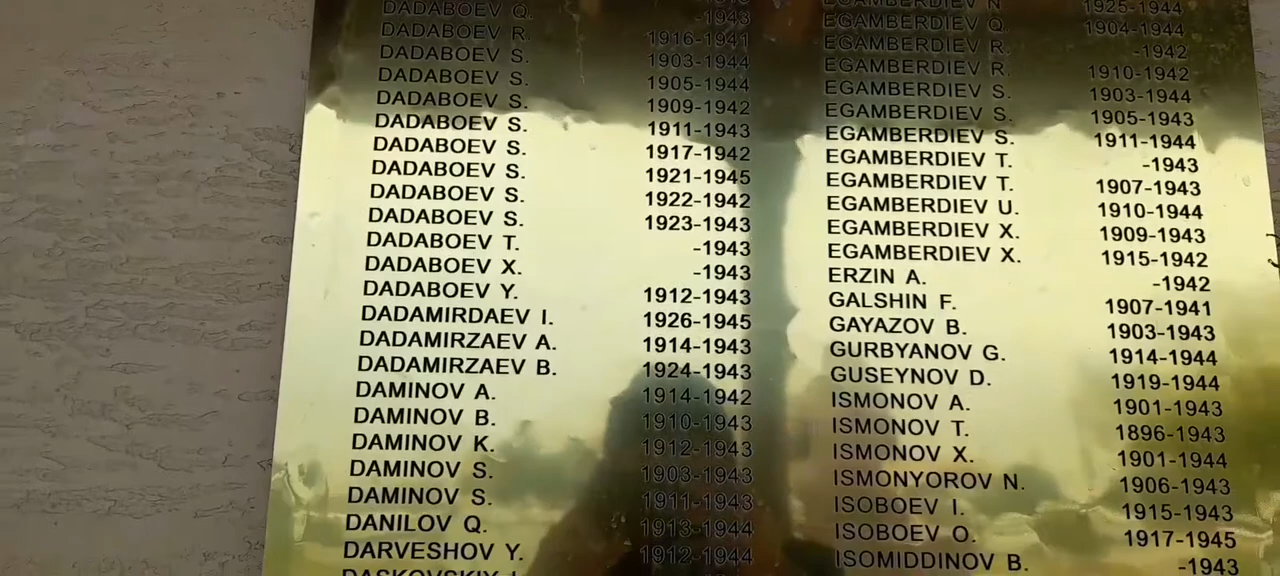 DADABOEV Q. -1943
DADABOEV R. 1916-1941
DADABOEV S. 1903-1944
DADABOEV S. 1905-1944
DADABOEV S. 1909-1942
DADABOEV S. 1911-1943
DADABOEV S. 1917-1942
DADABOEV S. 1921-1945
DADABOEV S. 1922-1942
DADABOEV S. 1923-1943
DADABOEV T. -1943
DADABOEV X. -1943
DADABOEV Y. 1912-1943
DADAMIRDAEV I. 1926-1945
DADAMIRZAEV A. 1914-1943
DADAMIRZAEV B. 1924-1943
DAMINOV A. 1914-1942
DAMINOV B. 1910-1943
DAMINOV K. 1912-1943
DAMINOV S. 1903-1943
DAMINOV S. 1911-1943
DANILOV Q. 1913-1944
DARVESHOV Y. 1912-1944
EGAMBERDIEV N 1925-1944
EGAMBERDIEV Q. 1904-1944
EGAMBERDIEV R. -1942
EGAMBERDIEV R. 1910-1942
EGAMBERDIEV S. 1903-1944
EGAMBERDIEV S. 1905-1943
EGAMBERDIEV S. 1911-1944
EGAMBERDIEV T. -1943
EGAMBERDIEV T. 1907-1943
EGAMBERDIEV U. 1910-1944
EGAMBERDIEV X. 1909-1943
EGAMBERDIEV X. 1915-1942
ERZIN A. -1942
GALSHIN F. 1907-1941
GAYAZOV B. 1903-1943
GURBYANOV G. 1914-1944
GUSEYNOV D. 1919-1944
ISMONOV A. 1901-1943
ISMONOV T. 1896-1943
ISMONOV X. 1901-1944
ISMONYOROV N. 1906-1943
ISOBOEV I. 1915-1943
ISOBOEV O. 1917-1945
ISOMIDDINOV B. -1943